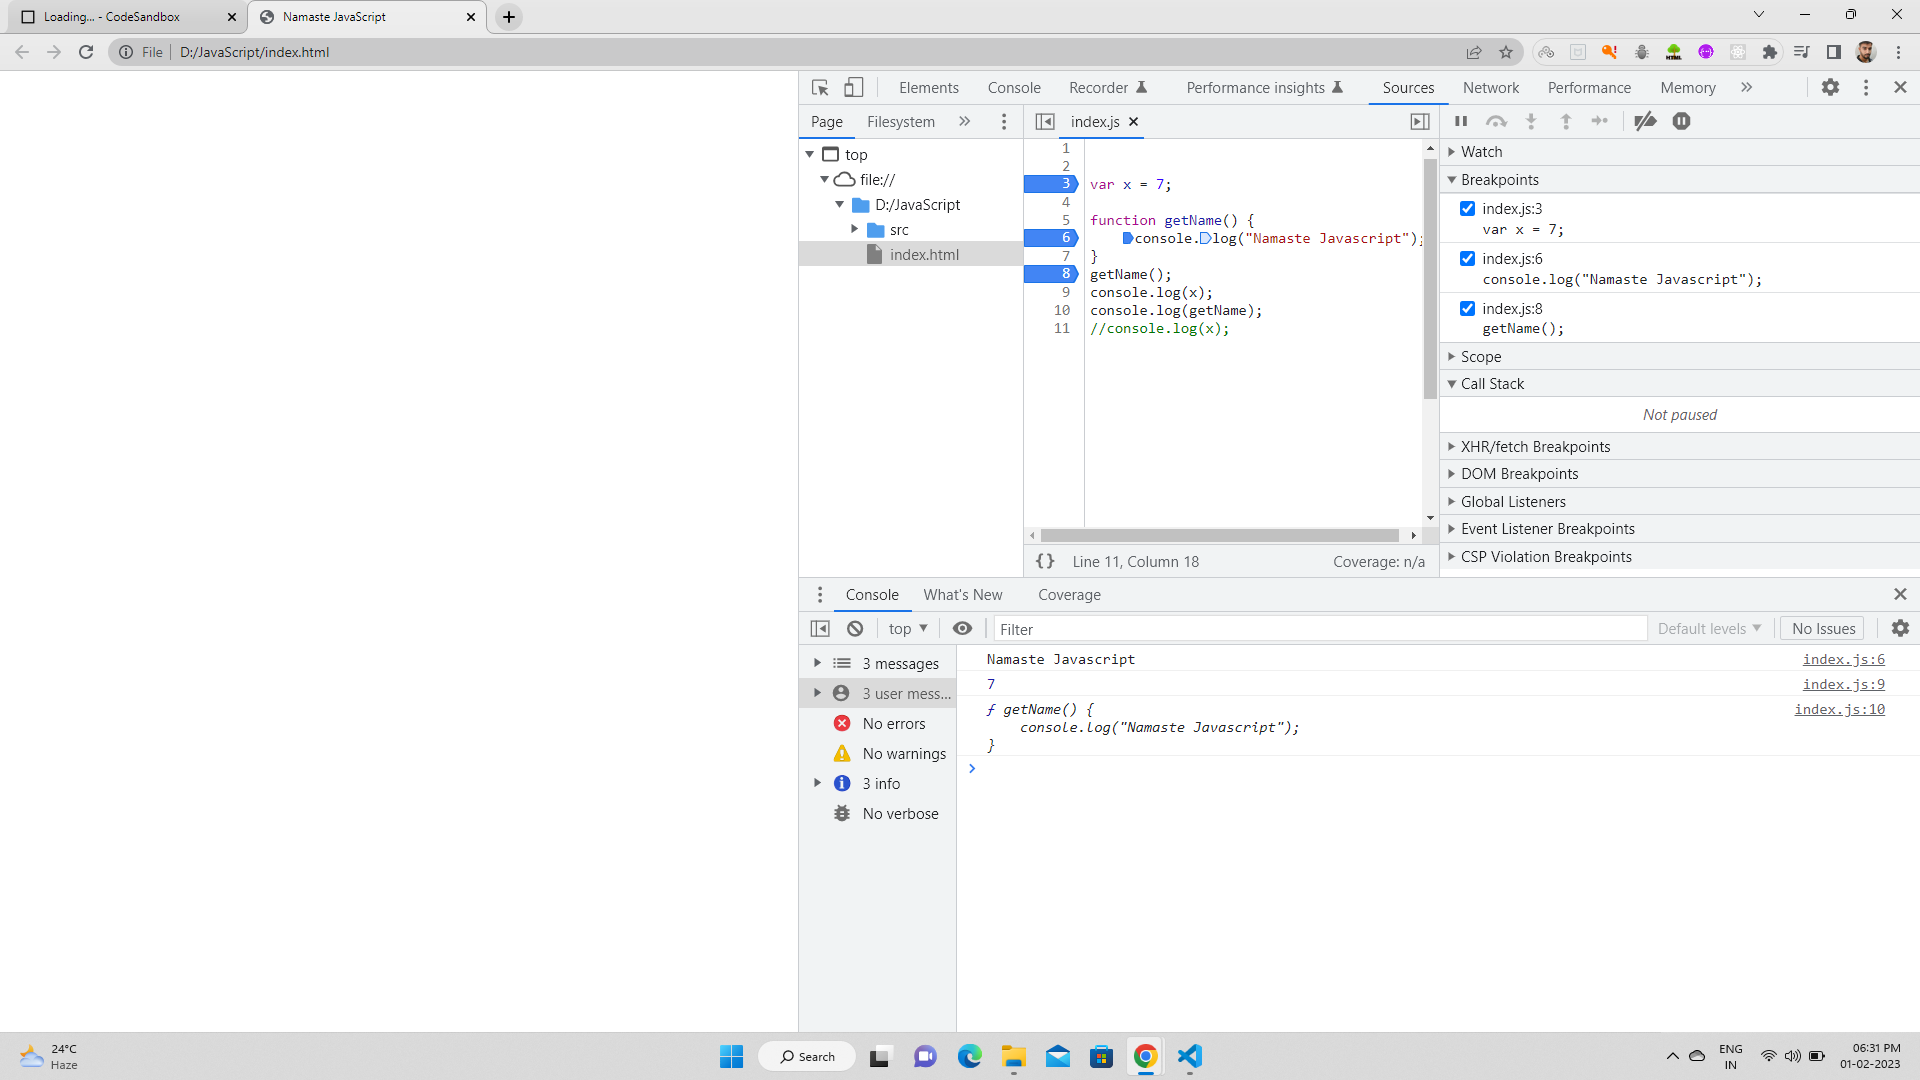 Loading... - CodeSandbox
Namaste JavaScript
File
D:/JavaScript/index.html
Elements
Console
Recorder
Performance insights
Sources
Network
Performance
Memory
Page
Filesystem
index.js
top
file://
D:/JavaScript
src
index.html
1
2
3 var x = 7;
4
5 function getName() {
6 console.log("Namaste Javascript");
7 }
8 getName();
9 console.log(x);
10 console.log(getName);
11 //console.log(x);
{} Line 11, Column 18
Coverage: n/a
Watch
Breakpoints
index.js:3
var x = 7;
index.js:6
console.log("Namaste Javascript");
index.js:8
getName();
Scope
Call Stack
Not paused
XHR/fetch Breakpoints
DOM Breakpoints
Global Listeners
Event Listener Breakpoints
CSP Violation Breakpoints
Console
What's New
Coverage
top
Filter
Default levels
No Issues
3 messages
3 user mess...
No errors
No warnings
3 info
No verbose
Namaste Javascript index.js:6
7 index.js:9
ƒ getName() { index.js:10
console.log("Namaste Javascript");
}
24°C
Haze
Search
ENG
IN
06:31 PM
01-02-2023